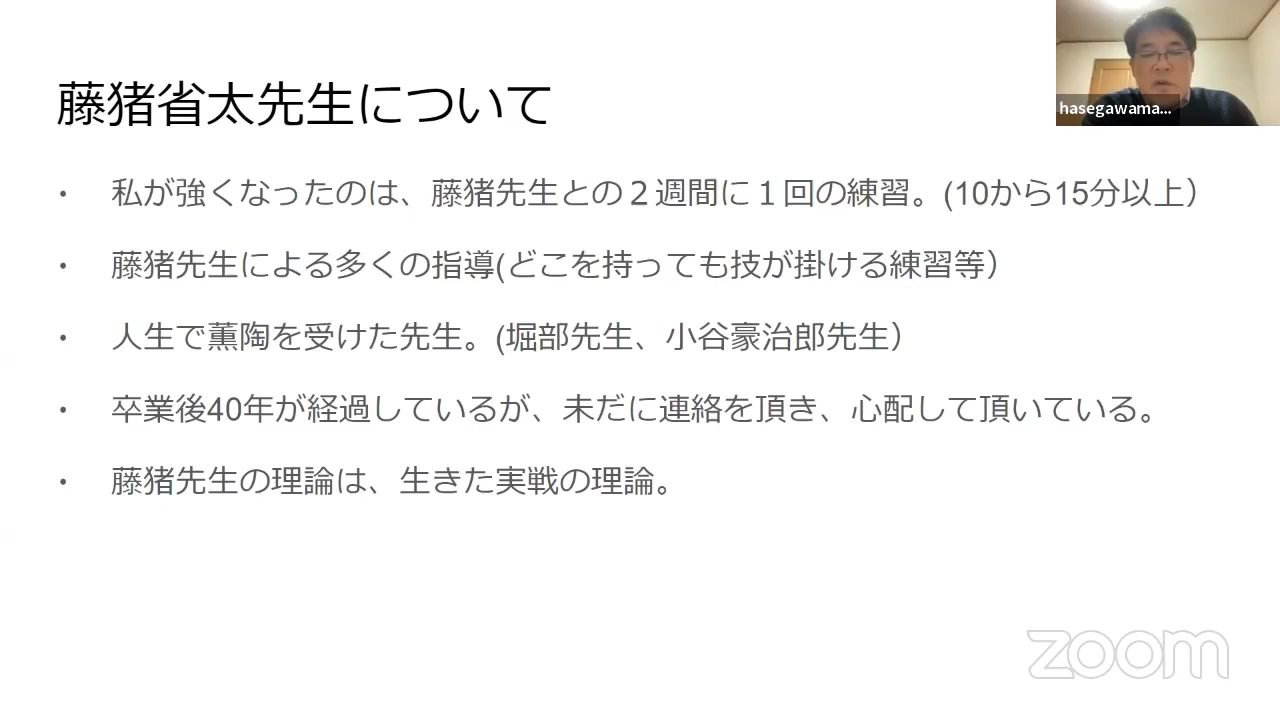 藤猪省太先生について
hasegawama...
・ 私が強くなったのは、藤猪先生との２週間に１回の練習。(10から15分以上）
・ 藤猪先生による多くの指導(どこを持っても技が掛ける練習等）
・ 人生で薫陶を受けた先生。(堀部先生、小谷豪治郎先生）
・ 卒業後40年が経過しているが、未だに連絡を頂き、心配して頂いている。
・ 藤猪先生の理論は、生きた実戦の理論。
zoom